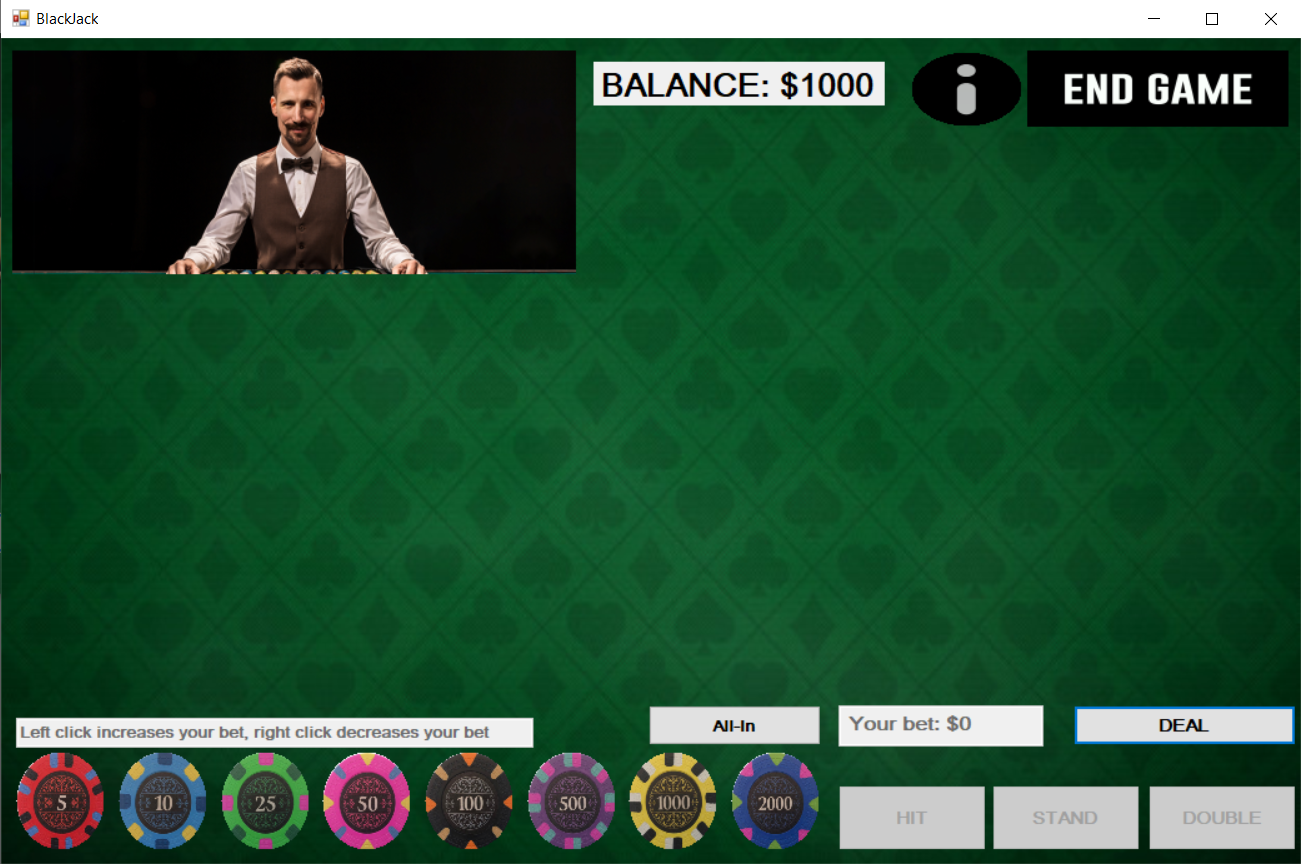 BlackJack
BALANCE: $1000
END GAME
Left click increases your bet, right click decreases your bet
All-In
Your bet: $0
DEAL
5
10
25
50
100
500
1000
2000
HIT
STAND
DOUBLE